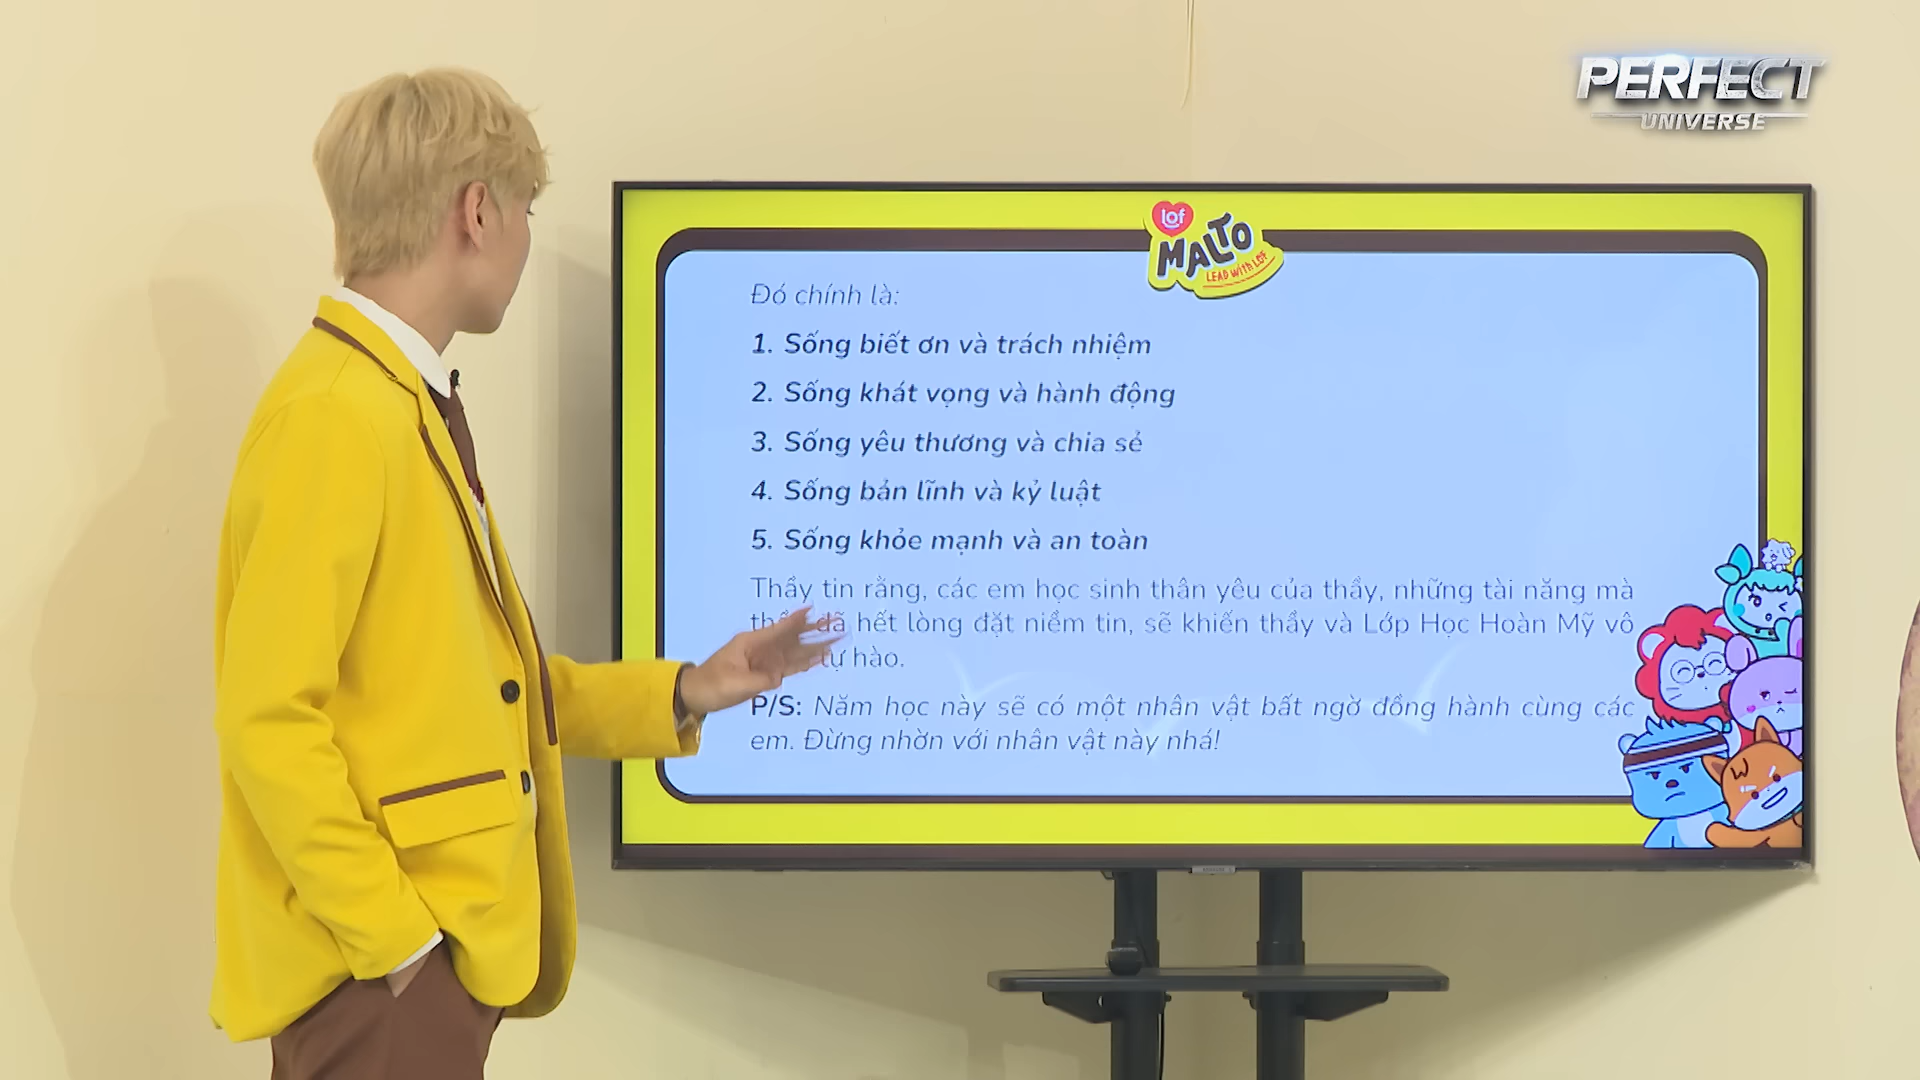 PERFECT
UNIVERSE
lof
MALTO
LEAD WITH LOF
Đó chính là:
1. Sống biết ơn và trách nhiệm
2. Sống khát vọng và hành động
3. Sống yêu thương và chia sẻ
4. Sống bản lĩnh và kỷ luật
5. Sống khỏe mạnh và an toàn
Thầy tin rằng, các em học sinh thân yêu của thầy, những tài năng mà
đã hết lòng đặt niềm tin, sẽ khiến thầy và Lớp Học Hoàn Mỹ vô
tự hào.
P/S: Năm học này sẽ có một nhân vật bất ngờ đồng hành cùng các
em. Đừng nhờn với nhân vật này nhá!